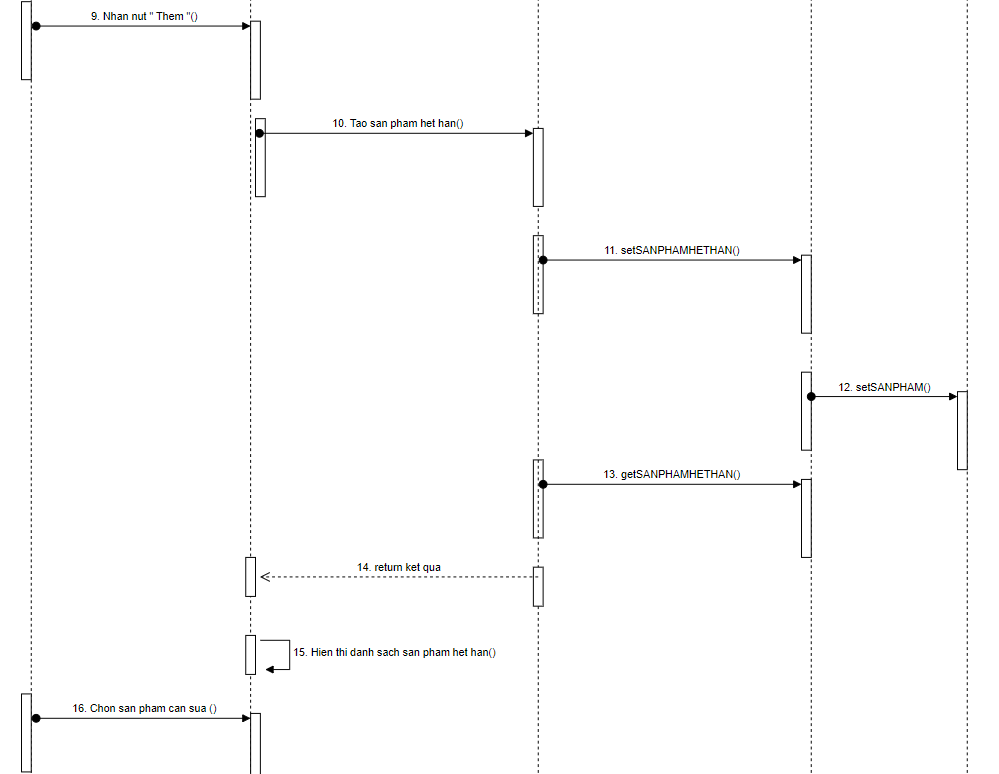 9. Nhan nut " Them "()
10. Tao san pham het han()
11. setSANPHAMHETHAN()
12. setSANPHAM()
13. getSANPHAMHETHAN()
14. return ket qua
15. Hien thi danh sach san pham het han()
16. Chon san pham can sua ()